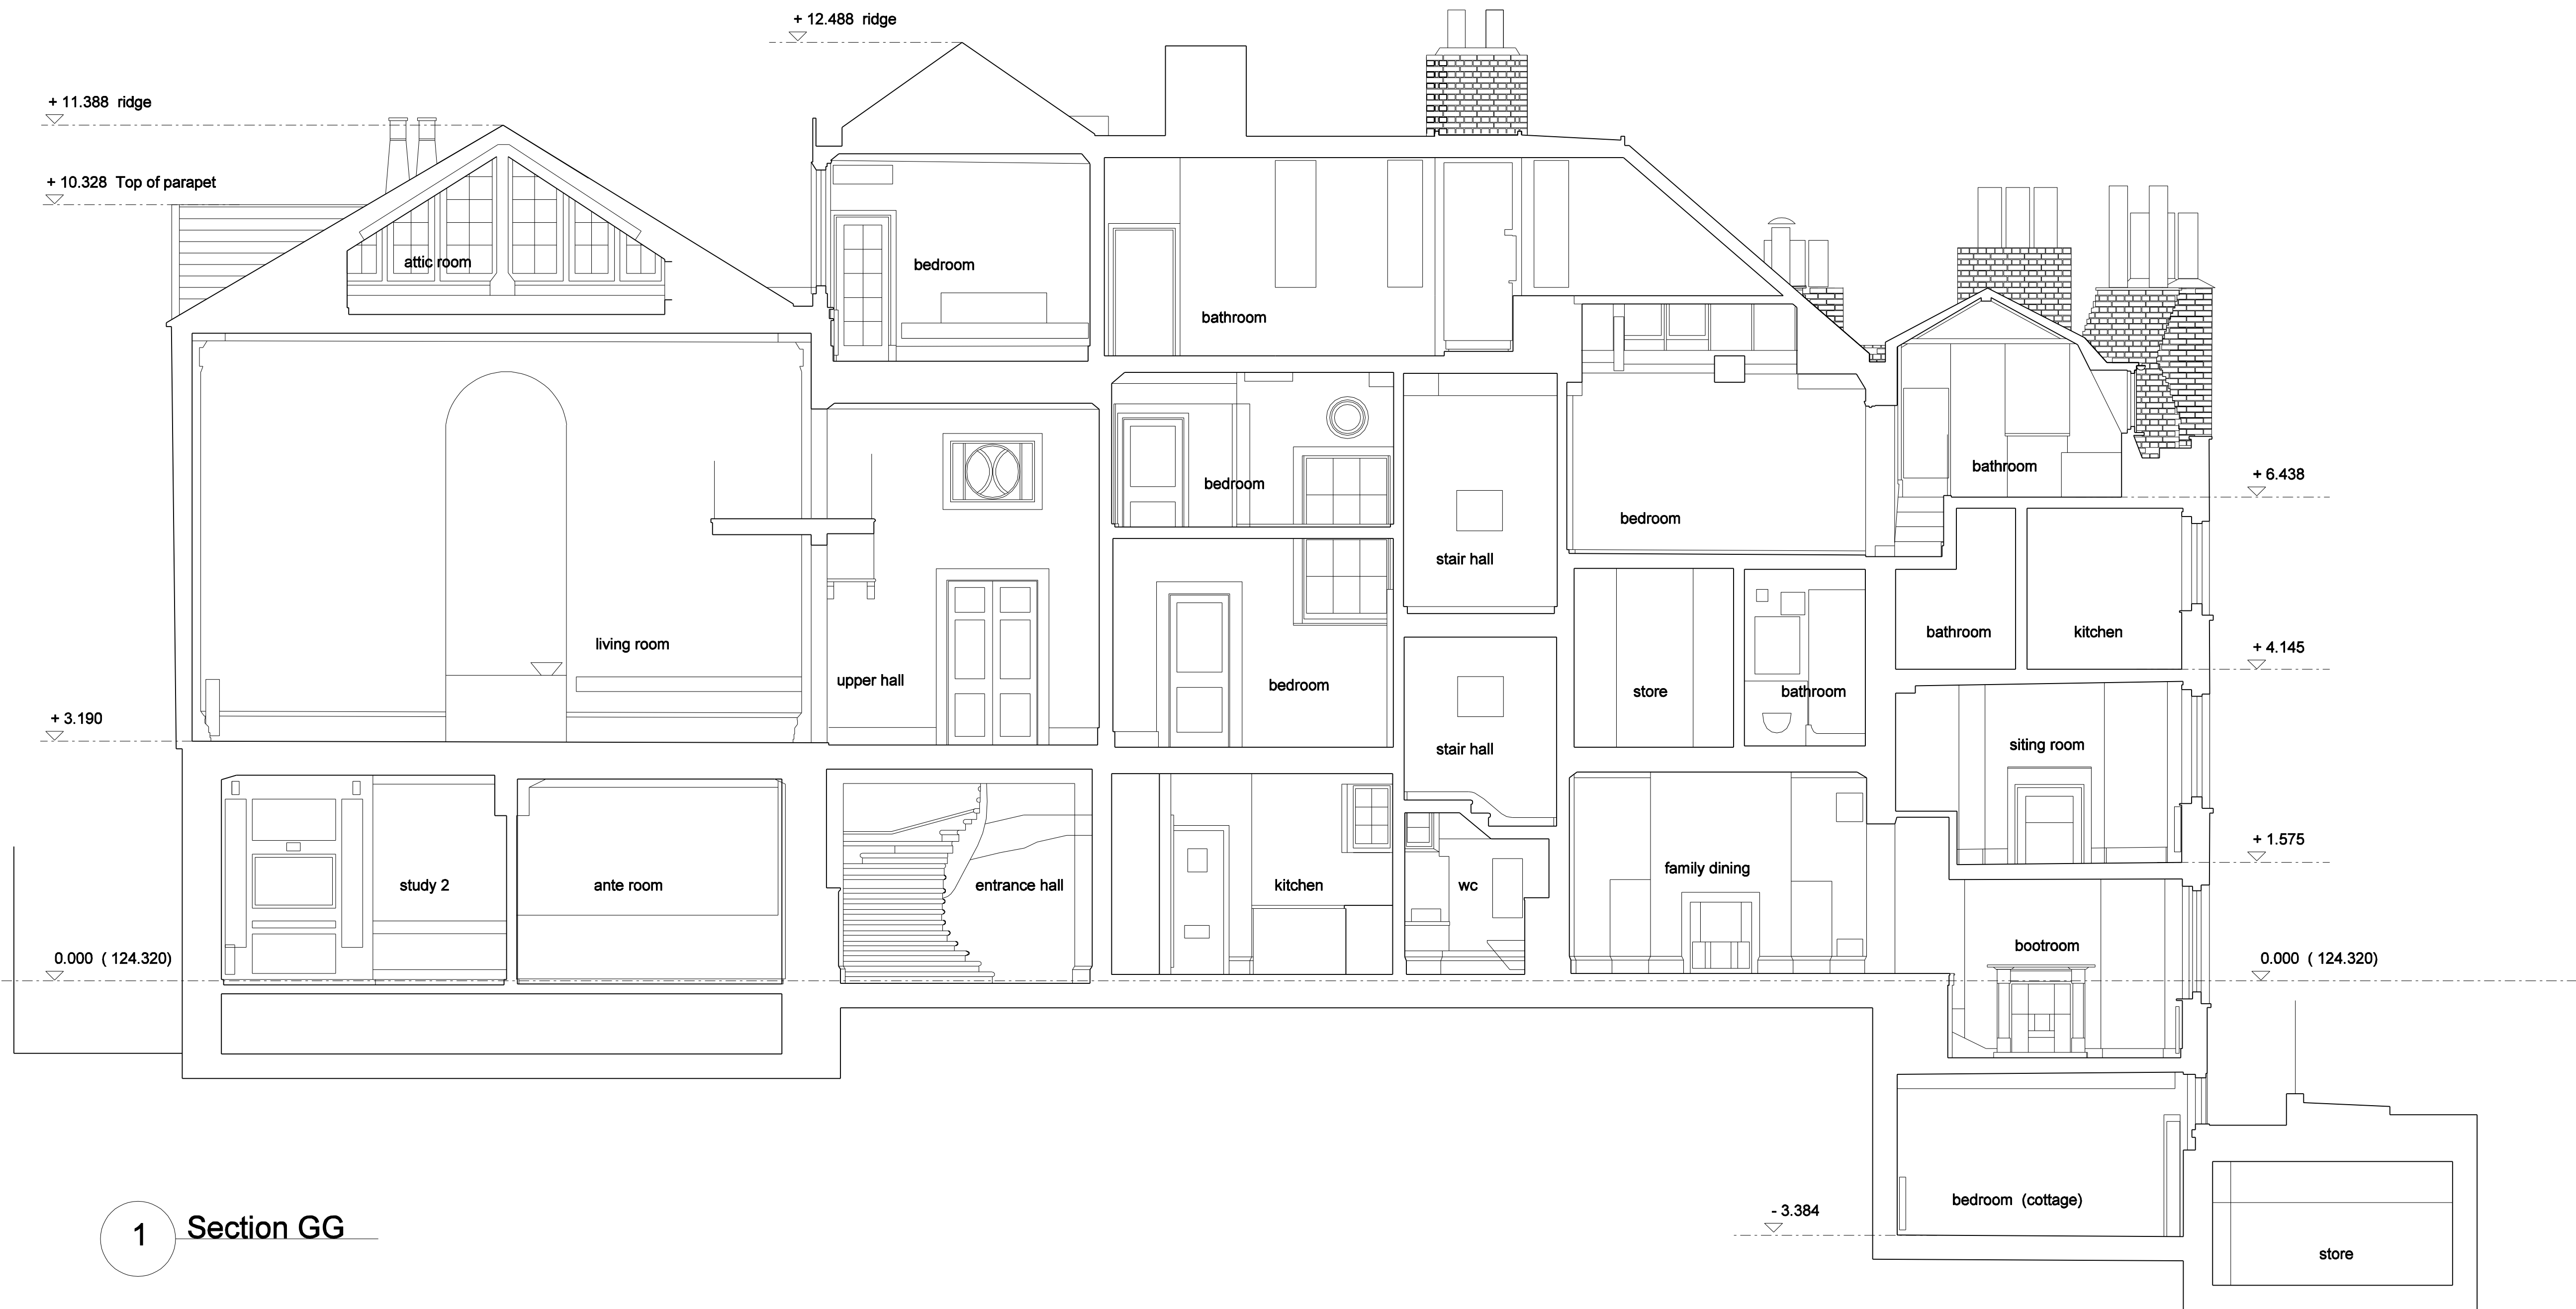 + 12.488 ridge
+ 11.388 ridge
+ 10.328 Top of parapet
attic room
bedroom
bathroom
bathroom
+ 6.438
bedroom
bedroom
stair hall
living room
upper hall
bedroom
store
bathroom
bathroom
kitchen
+ 4.145
+ 3.190
stair hall
siting room
+ 1.575
study 2
ante room
entrance hall
kitchen
wc
family dining
bootroom
0.000 ( 124.320)
0.000 ( 124.320)
bedroom (cottage)
- 3.384
store
1 Section GG